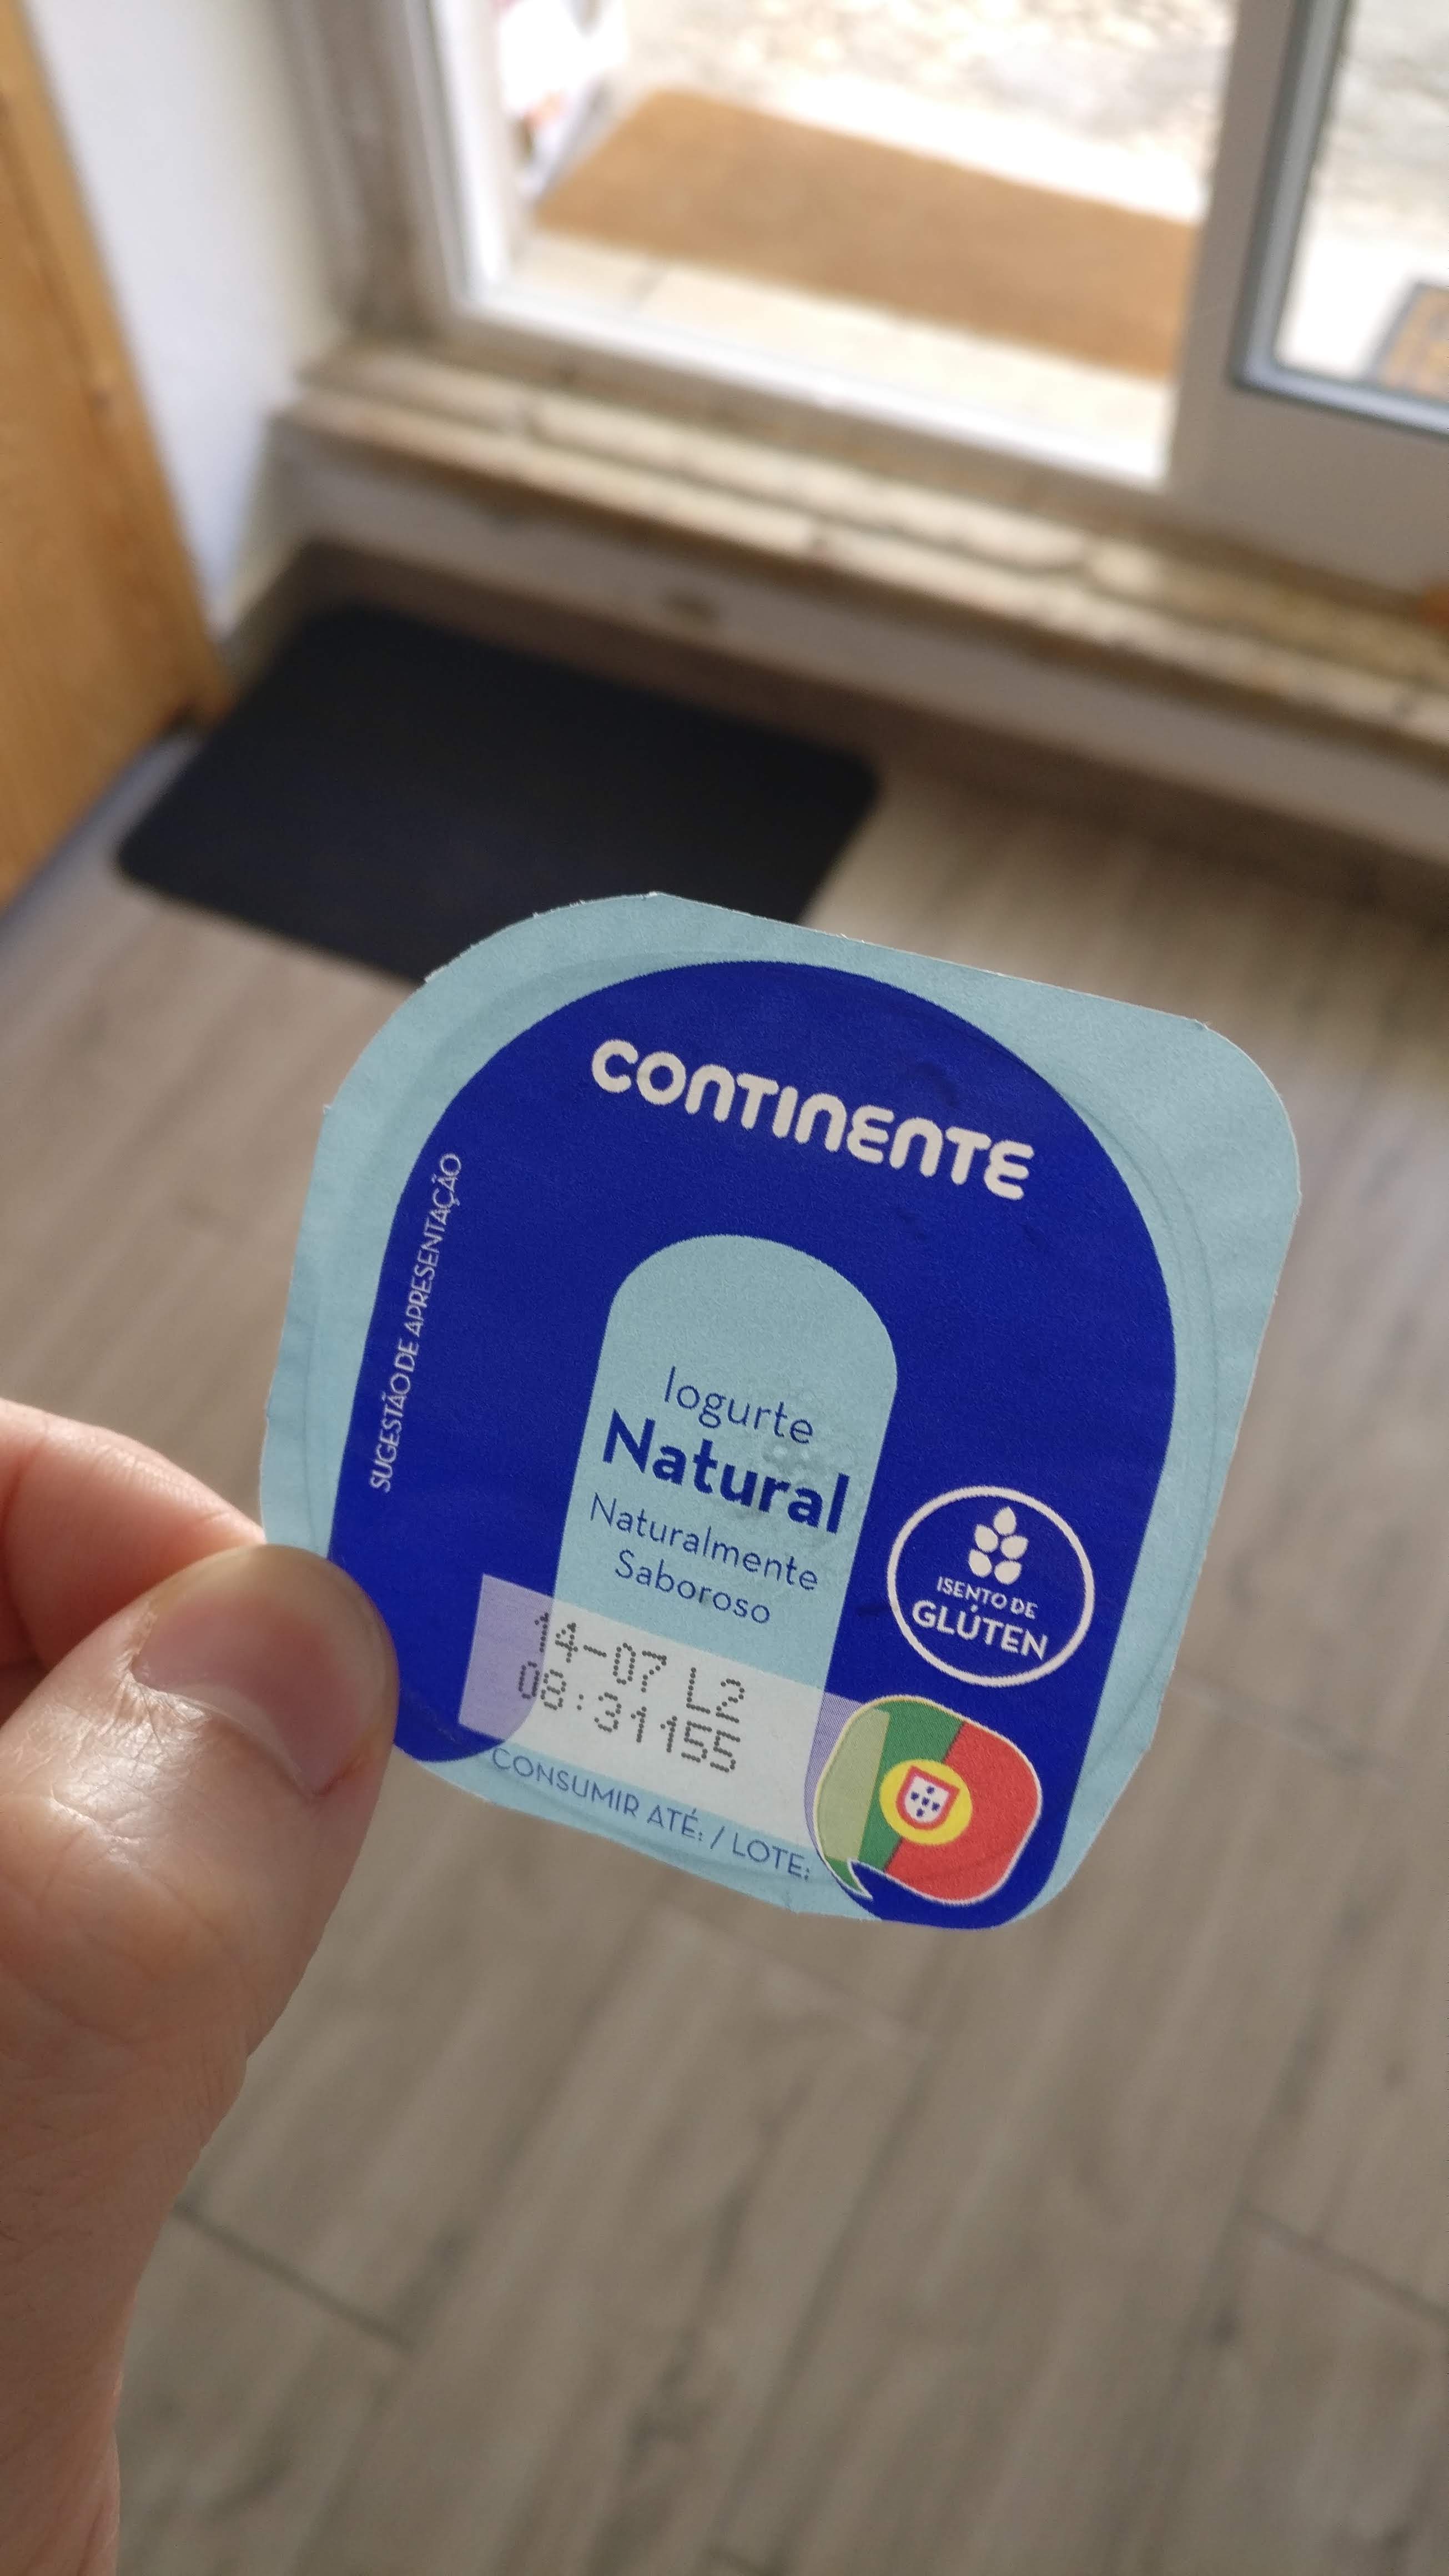 CONTINENTE
SUGESTÃO DE APRESENTAÇÃO
Iogurte
Natural
Naturalmente
Saboroso
ISENTO DE
GLÚTEN
14-07 L2
08:31155
CONSUMIR ATÉ: / LOTE: